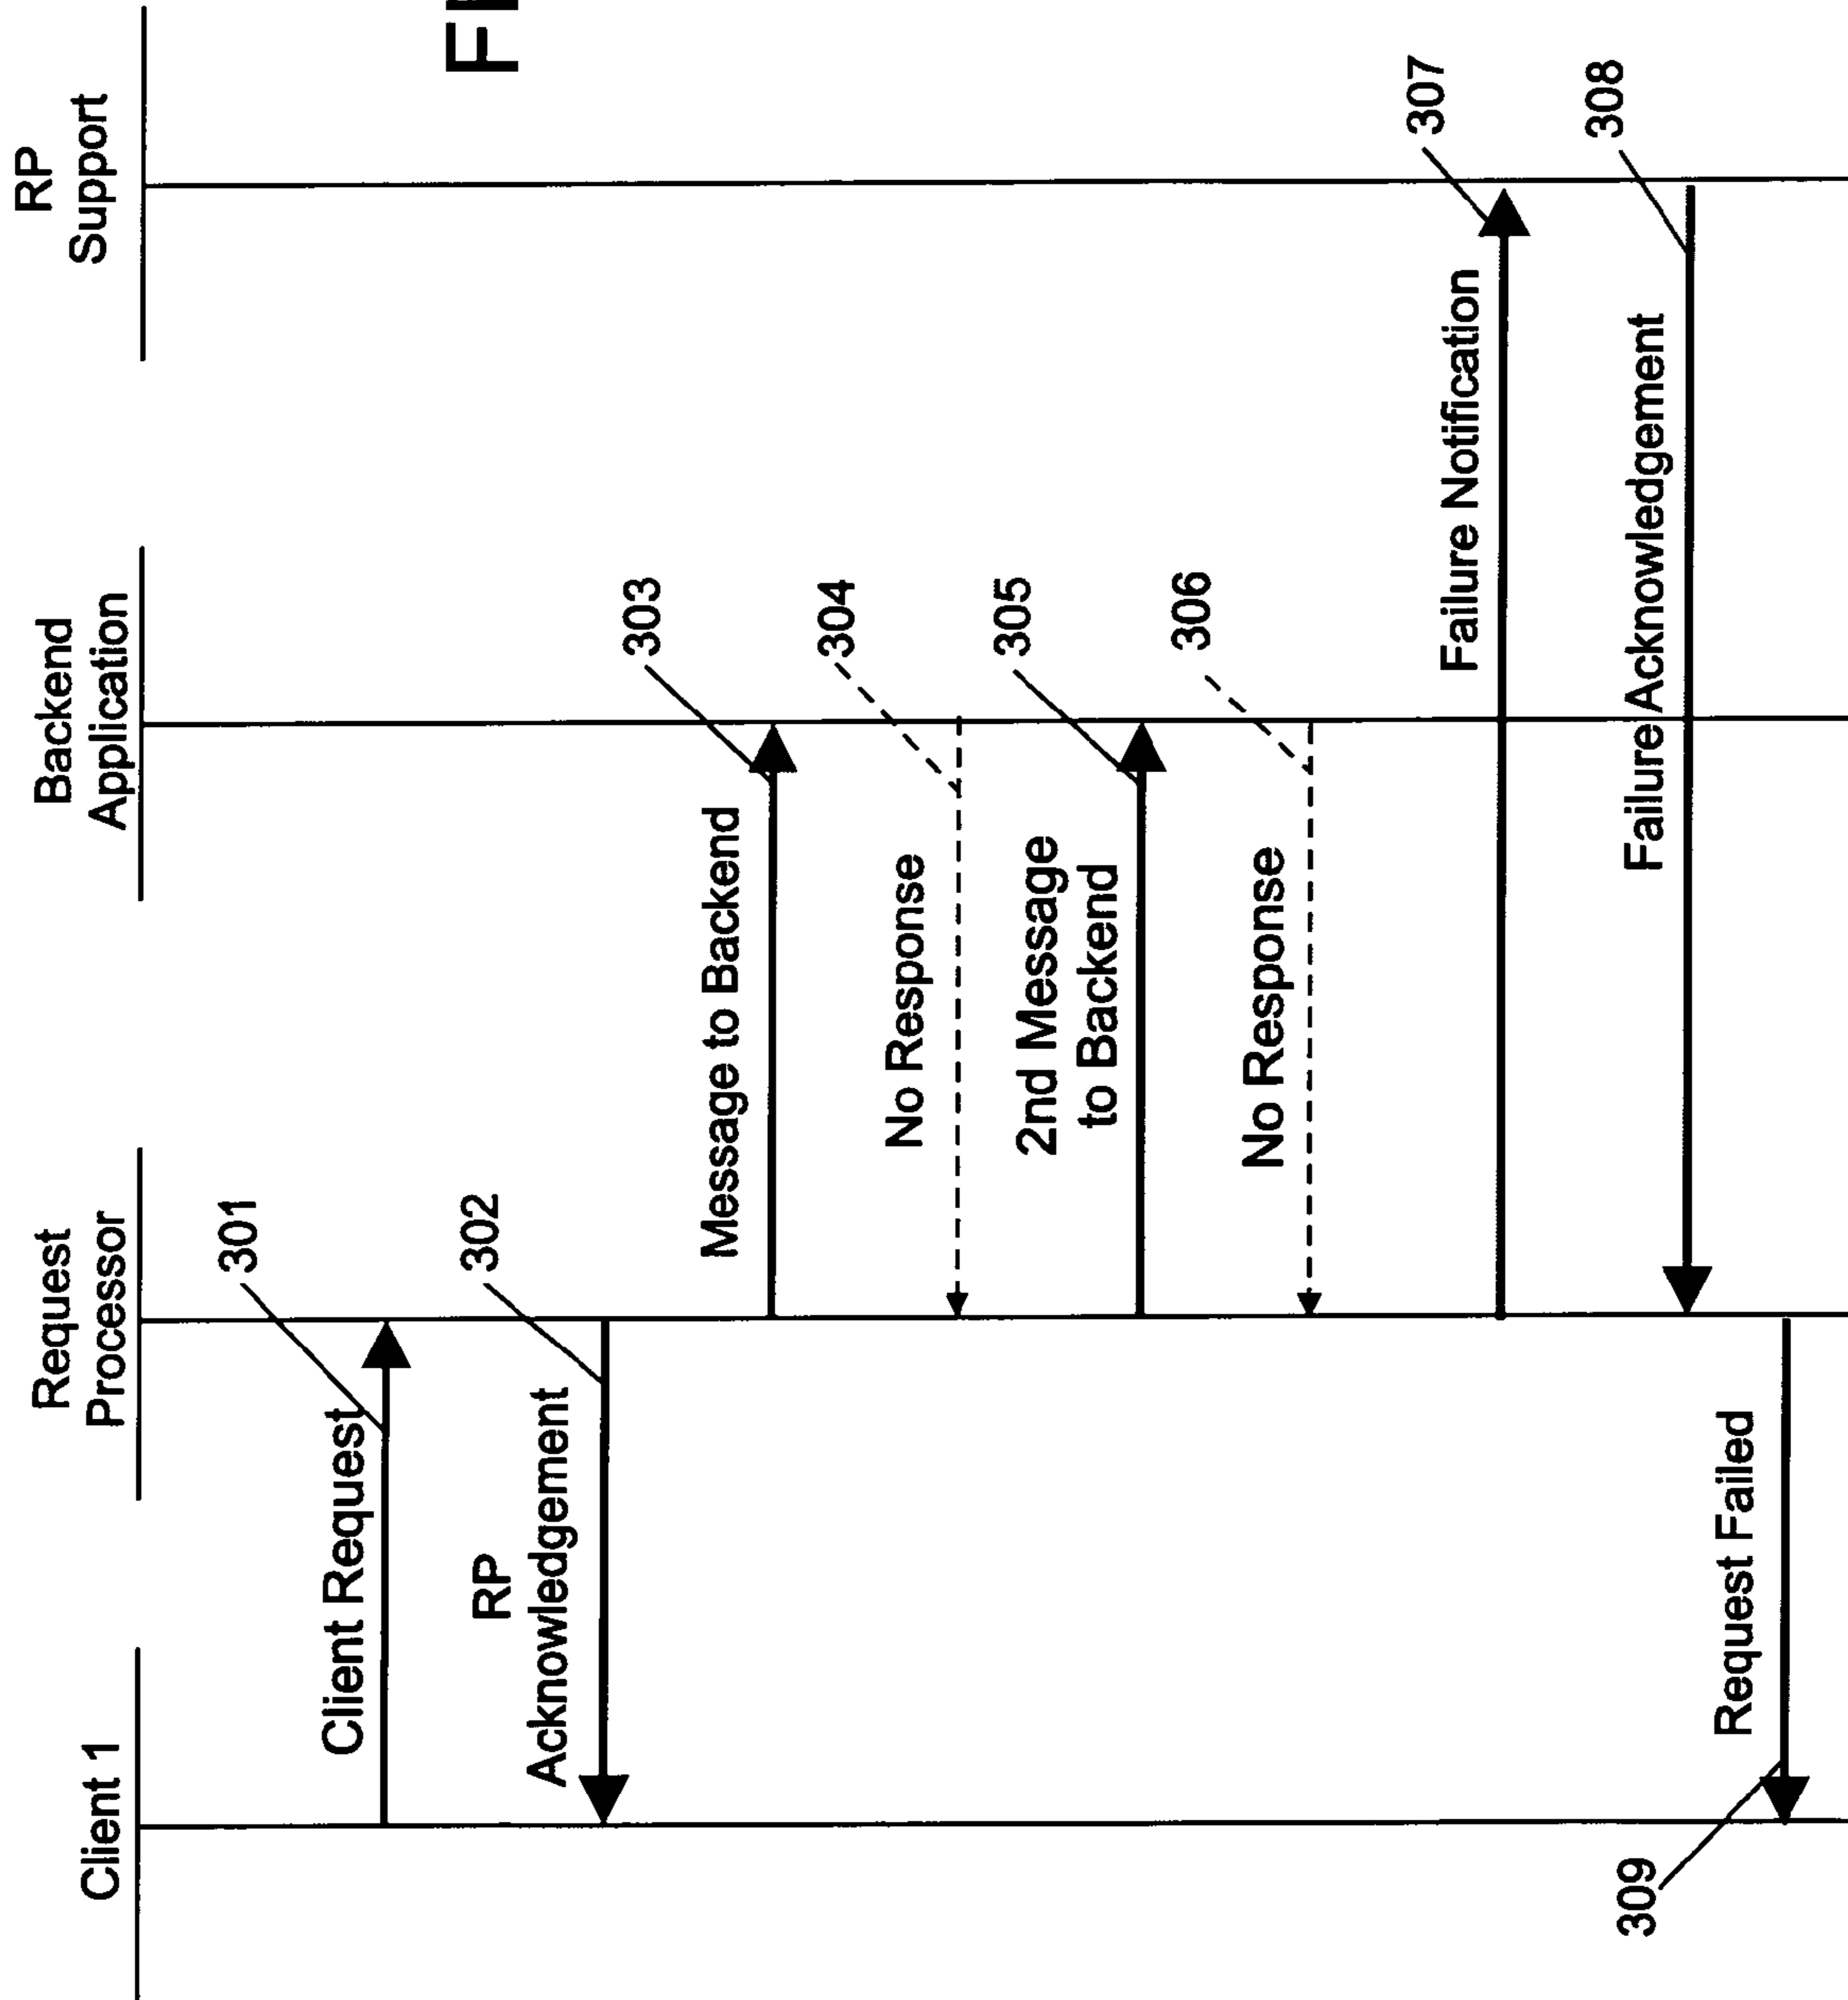 Client 1
Request
Processor
Backend
Application
RP
Support
301
Client Request
302
RP
Acknowledgement
303
Message to Backend
304
No Response
305
2nd Message
to Backend
306
No Response
307
Failure Notification
308
Failure Acknowledgement
309
Request Failed